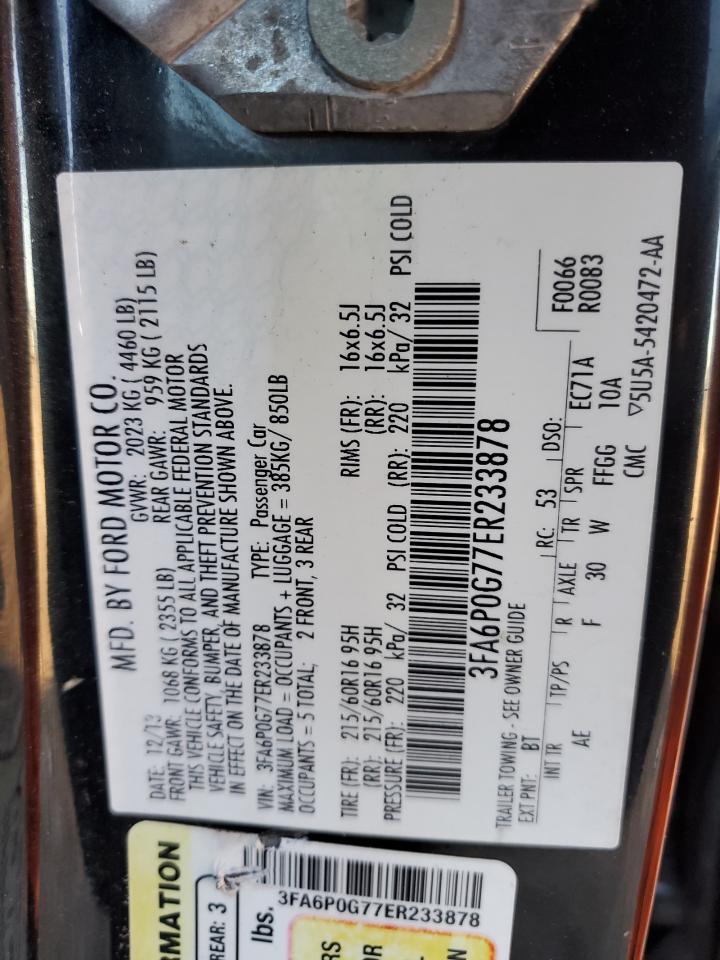 MFD. BY FORD MOTOR CO.
DATE: 12/13 GVWR: 2023 KG ( 4460 LB)
FRONT GAWR: 1068 KG ( 2355 LB) REAR GAWR: 959 KG ( 2115 LB)
THIS VEHICLE CONFORMS TO ALL APPLICABLE FEDERAL MOTOR
VEHICLE SAFETY, BUMPER, AND THEFT PREVENTION STANDARDS
IN EFFECT ON THE DATE OF MANUFACTURE SHOWN ABOVE.
VIN: 3FA6P0G77ER233878 TYPE: Passenger Car
MAXIMUM LOAD = OCCUPANTS + LUGGAGE = 385KG/ 850LB
OCCUPANTS = 5 TOTAL; 2 FRONT, 3 REAR
TIRE (FR): 215/60R16 95H RIMS (FR): 16x6.5J
(RR): 215/60R16 95H (RR): 16x6.5J
PRESSURE (FR): 220 kPa/ 32 PSI COLD (RR): 220 kPa/ 32 PSI COLD
3FA6P0G77ER233878
TRAILER TOWING - SEE OWNER GUIDE
EXT PNT: BT RC: 53 DSO: F0066
R0083
INT TR TP/PS R AXLE TR SPR EC71A
AE F 30 W FFGG 10A
CMC ▽5U5A-5420472-AA
RMATION
REAR: 3
lbs.
3FA6P0G77ER233878